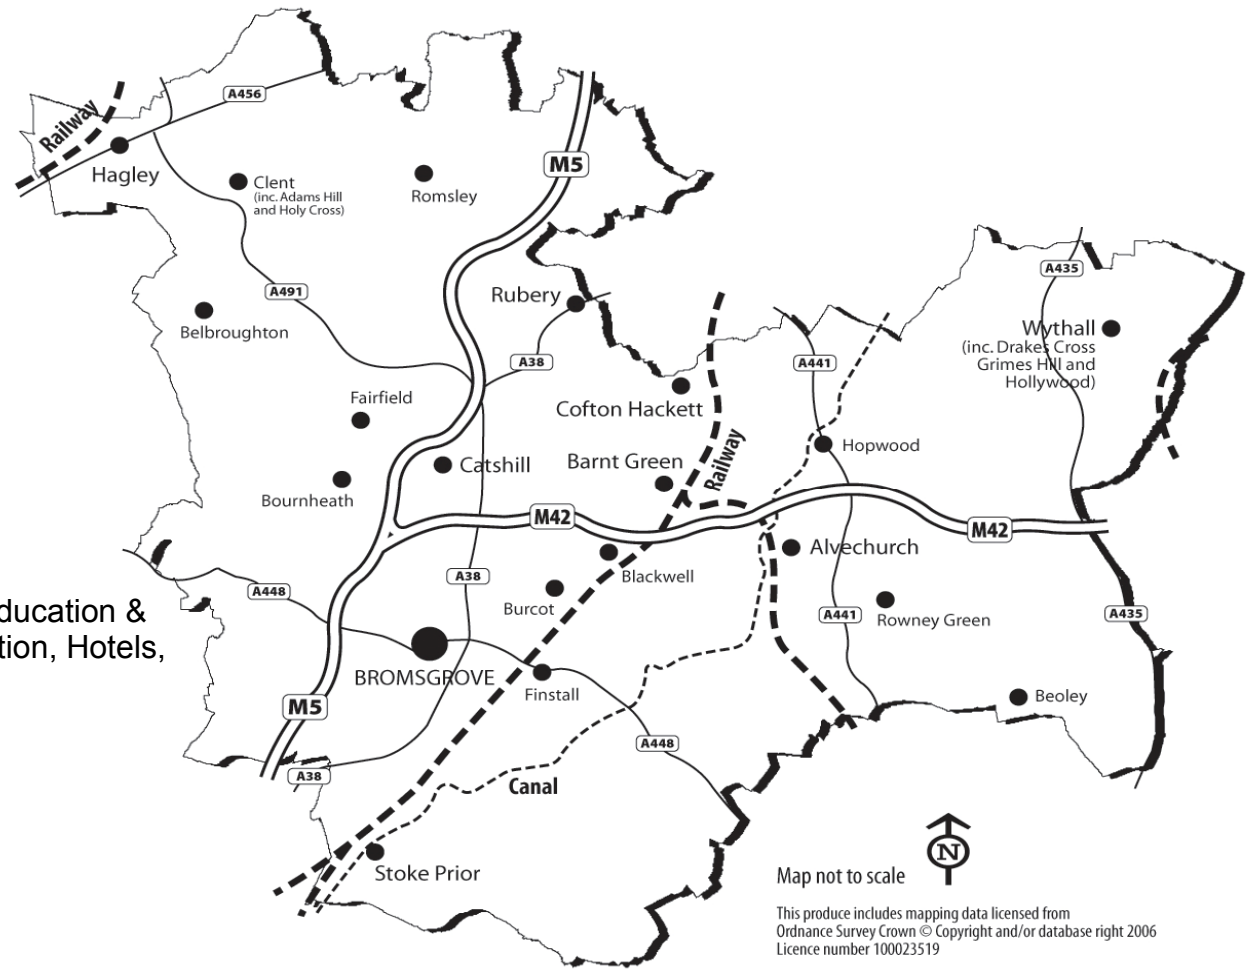 A456
Railway
Hagley
M5
Clent
(inc. Adams Hill
and Holy Cross)
Romsley
A435
A491
Rubery
Belbroughton
Wythall
(inc. Drakes Cross
Grimes Hill and
Hollywood)
A38
A441
Cofton Hackett
Fairfield
Railway
Hopwood
Catshill
Barnt Green
Bournheath
M42
M42
Alvechurch
Blackwell
A38
A448
Burcot
ducation &
tion, Hotels,
A441
Rowney Green
A435
BROMSGROVE
Finstall
M5
Beoley
A448
A38
Canal
Stoke Prior
N
Map not to scale
This produce includes mapping data licensed from
Ordnance Survey Crown © Copyright and/or database right 2006
Licence number 100023519